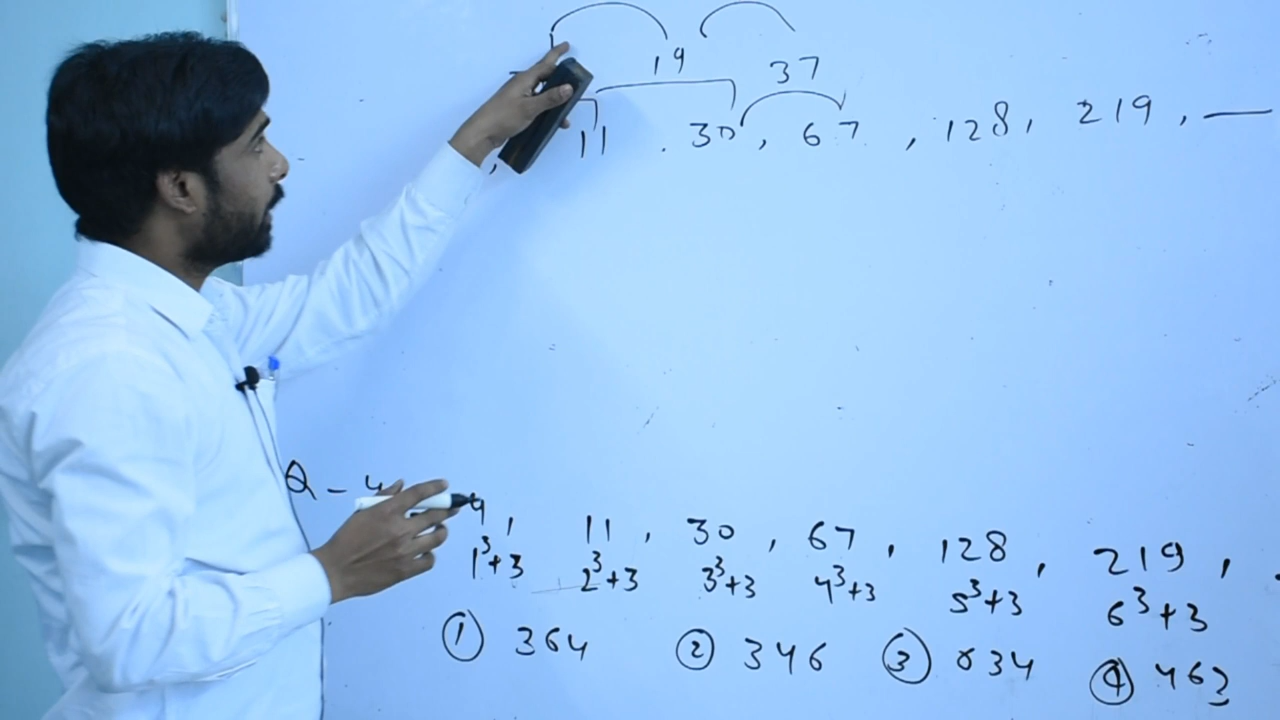 19 37
11 . 30, 67 , 128, 219, —
Q - 4 4, 11, 30, 67, 128, 219,
1³+3 2³+3 3³+3 4³+3 5³+3 6³+3
① 364 ② 346 ③ 834 ④ 462